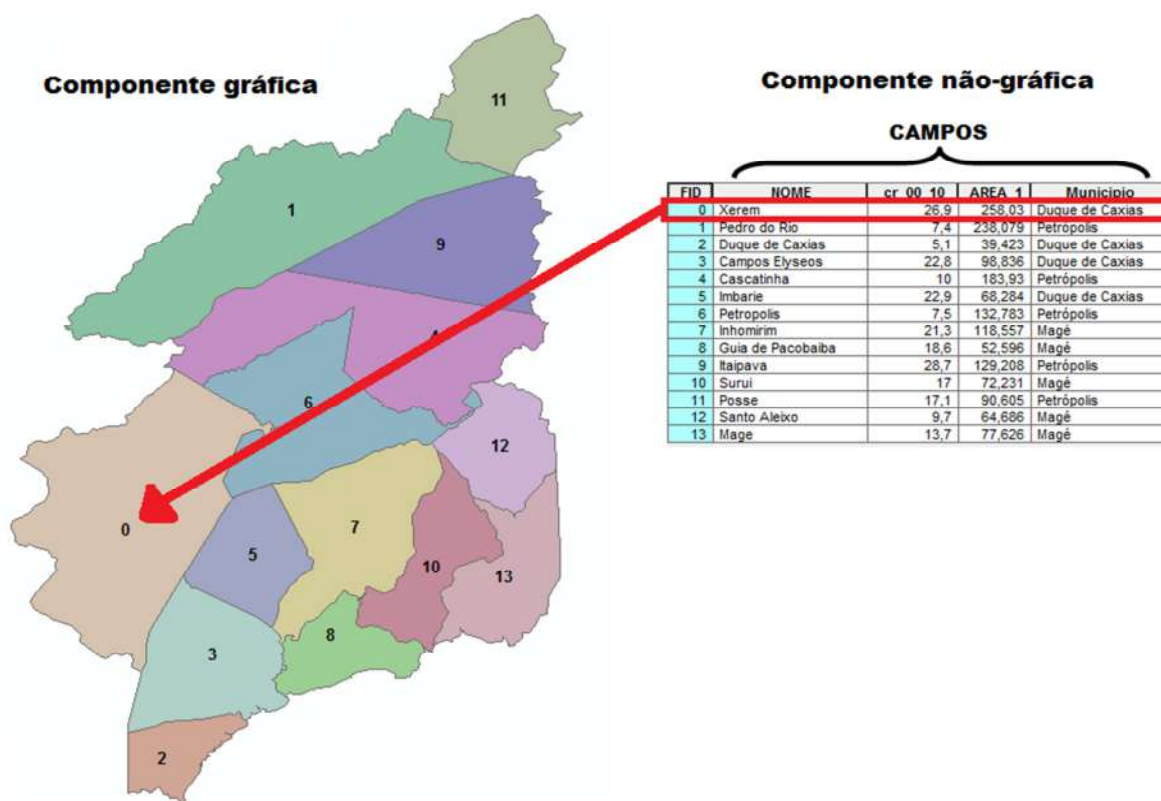 Componente gráfica
Componente não-gráfica
CAMPOS
FID NOME cr_00_10 AREA_1 Municipio
0 Xerem 26,9 258,03 Duque de Caxias
1 Pedro do Rio 7,4 238,079 Petrópolis
2 Duque de Caxias 5,1 39,423 Duque de Caxias
3 Campos Elyseos 22,8 98,836 Duque de Caxias
4 Cascatinha 10 183,93 Petrópolis
5 Imbarie 22,9 68,284 Duque de Caxias
6 Petropolis 7,5 132,783 Petrópolis
7 Inhomirim 21,3 118,557 Magé
8 Guia de Pacobaiba 18,6 52,596 Magé
9 Itaipava 28,7 129,208 Petrópolis
10 Surui 17 72,231 Magé
11 Posse 17,1 90,605 Petrópolis
12 Santo Aleixo 9,7 64,686 Magé
13 Mage 13,7 77,626 Magé
11
1
9
4
6
12
0
5
7
10
13
8
3
2